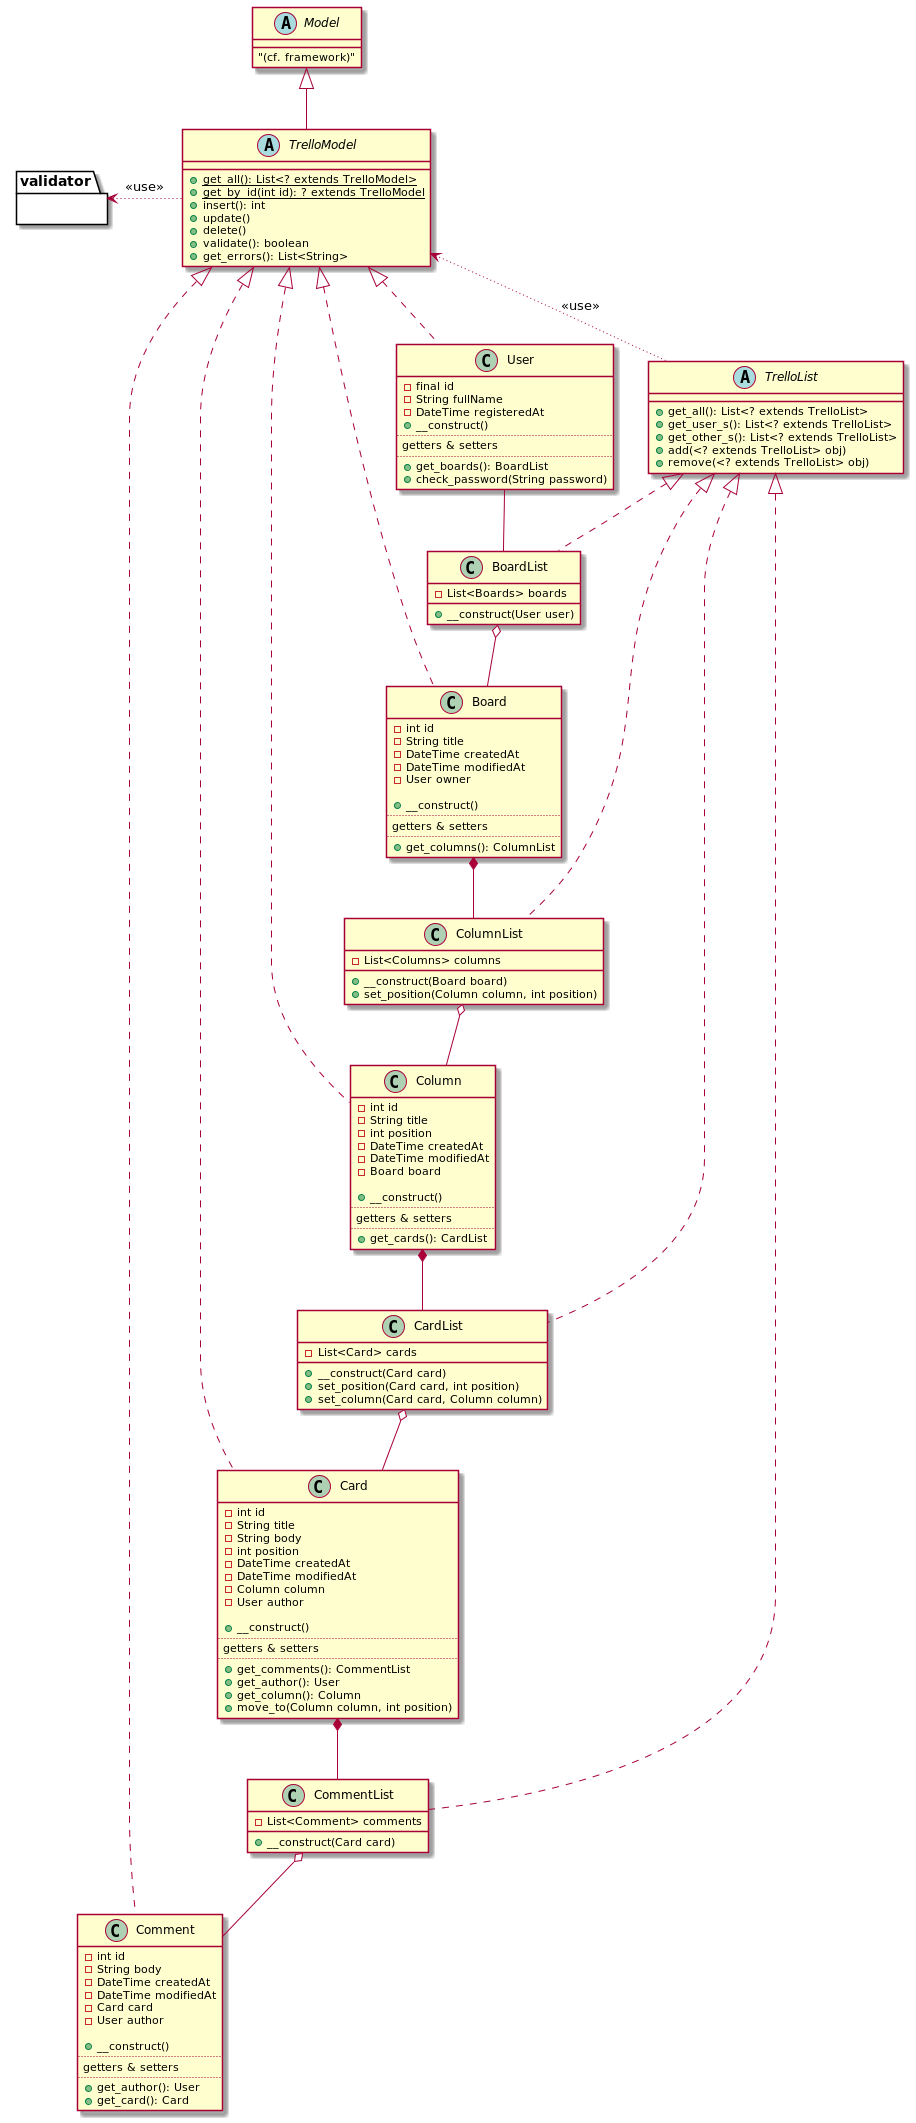 A Model
"(cf. framework)"
A TrelloModel
get_all(): List<? extends TrelloModel>
get_by_id(int id): ? extends TrelloModel
insert(): int
update()
delete()
validate(): boolean
get_errors(): List<String>
validator
«use»
«use»
C User
final id
String fullName
DateTime registeredAt
__construct()
getters & setters
get_boards(): BoardList
check_password(String password)
A TrelloList
get_all(): List<? extends TrelloList>
get_user_s(): List<? extends TrelloList>
get_other_s(): List<? extends TrelloList>
add(<? extends TrelloList> obj)
remove(<? extends TrelloList> obj)
C BoardList
List<Boards> boards
__construct(User user)
C Board
int id
String title
DateTime createdAt
DateTime modifiedAt
User owner
__construct()
getters & setters
get_columns(): ColumnList
C ColumnList
List<Columns> columns
__construct(Board board)
set_position(Column column, int position)
C Column
int id
String title
int position
DateTime createdAt
DateTime modifiedAt
Board board
__construct()
getters & setters
get_cards(): CardList
C CardList
List<Card> cards
__construct(Card card)
set_position(Card card, int position)
set_column(Card card, Column column)
C Card
int id
String title
String body
int position
DateTime createdAt
DateTime modifiedAt
Column column
User author
__construct()
getters & setters
get_comments(): CommentList
get_author(): User
get_column(): Column
move_to(Column column, int position)
C CommentList
List<Comment> comments
__construct(Card card)
C Comment
int id
String body
DateTime createdAt
DateTime modifiedAt
Card card
User author
__construct()
getters & setters
get_author(): User
get_card(): Card